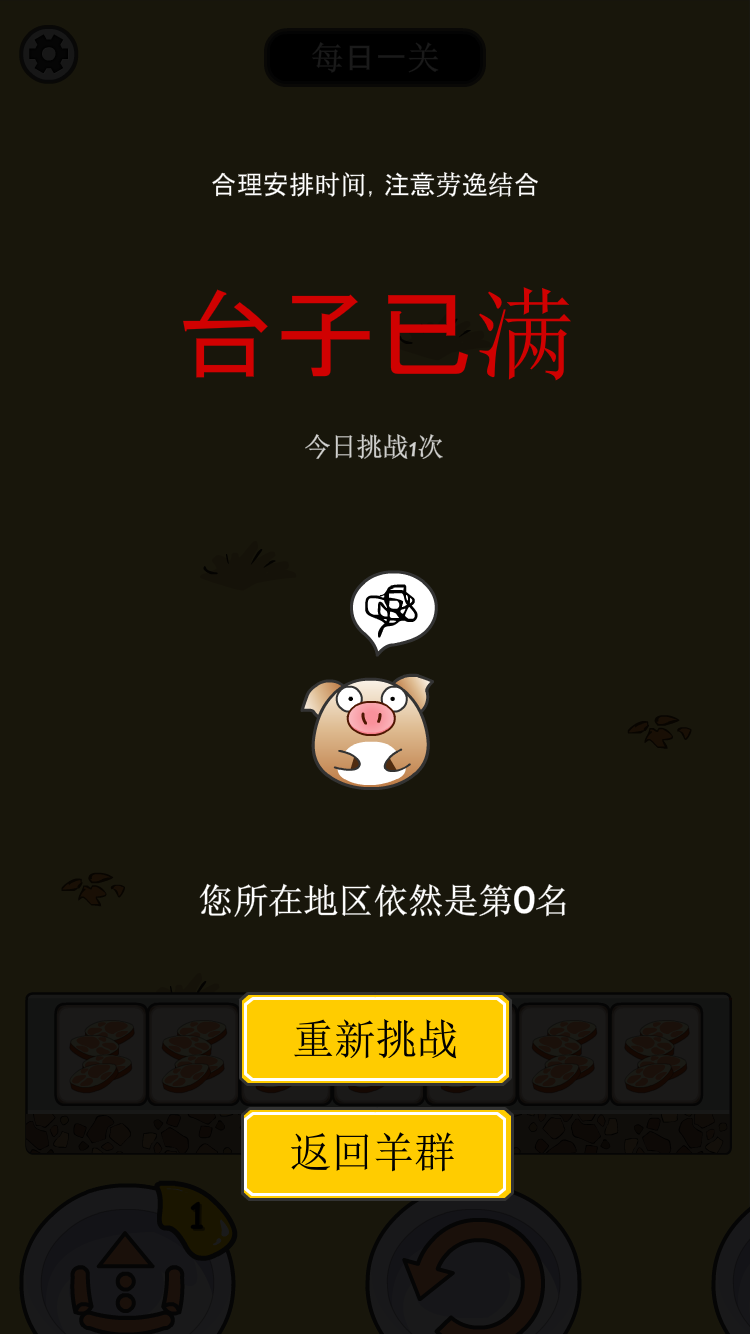 每日一关
合理安排时间, 注意劳逸结合
台子已满
今日挑战1次
您所在地区依然是第0名
重新挑战
返回羊群
1